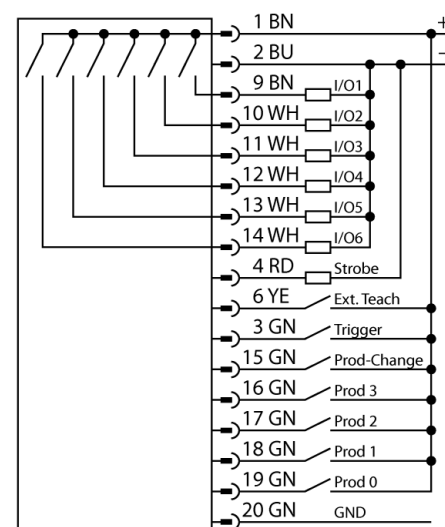 1 BN +
2 BU −
9 BN I/O1
10 WH I/O2
11 WH I/O3
12 WH I/O4
13 WH I/O5
14 WH I/O6
4 RD Strobe
6 YE Ext. Teach
3 GN Trigger
15 GN Prod-Change
16 GN Prod 3
17 GN Prod 2
18 GN Prod 1
19 GN Prod 0
20 GN GND